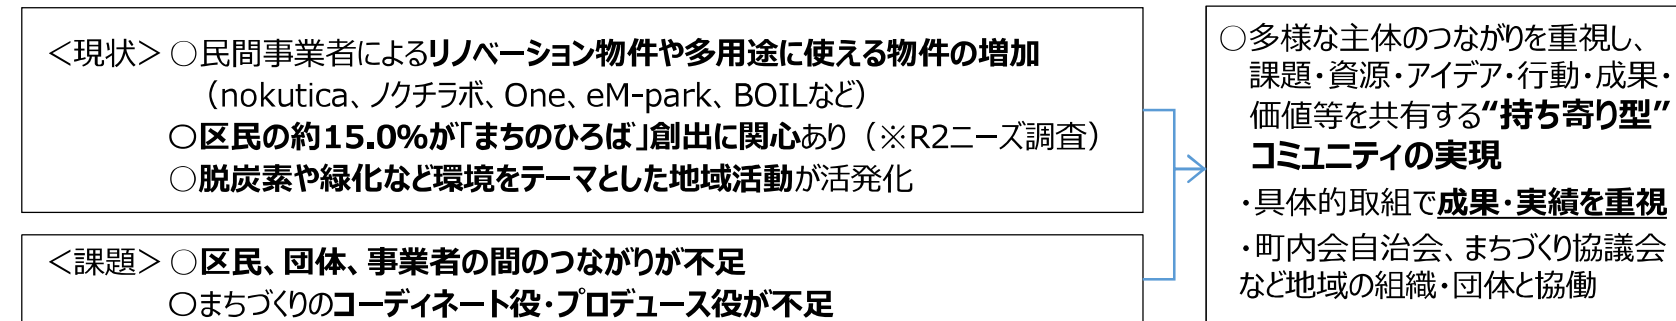 ＜現状＞○民間事業者によるリノベーション物件や多用途に使える物件の増加
（nokutica、ノクチラボ、One、eM-park、BOILなど）
○区民の約15.0%が「まちのひろば」創出に関心あり（※R2ニーズ調査）
○脱炭素や緑化など環境をテーマとした地域活動が活発化
＜課題＞○区民、団体、事業者の間のつながりが不足
○まちづくりのコーディネート役・プロデュース役が不足
○多様な主体のつながりを重視し、
課題・資源・アイデア・行動・成果・
価値等を共有する“持ち寄り型”
コミュニティの実現
・具体的取組で成果・実績を重視
・町内会自治会、まちづくり協議会
など地域の組織・団体と協働